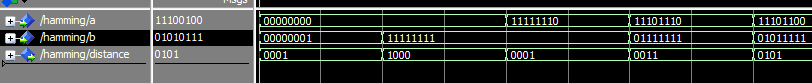 /hamming/a 11100100 00000000 11111110 11101110 11101100
/hamming/b 01010111 00000001 11111111 01111111 01011111
/hamming/distance 0101 0001 1000 0001 0011 0101